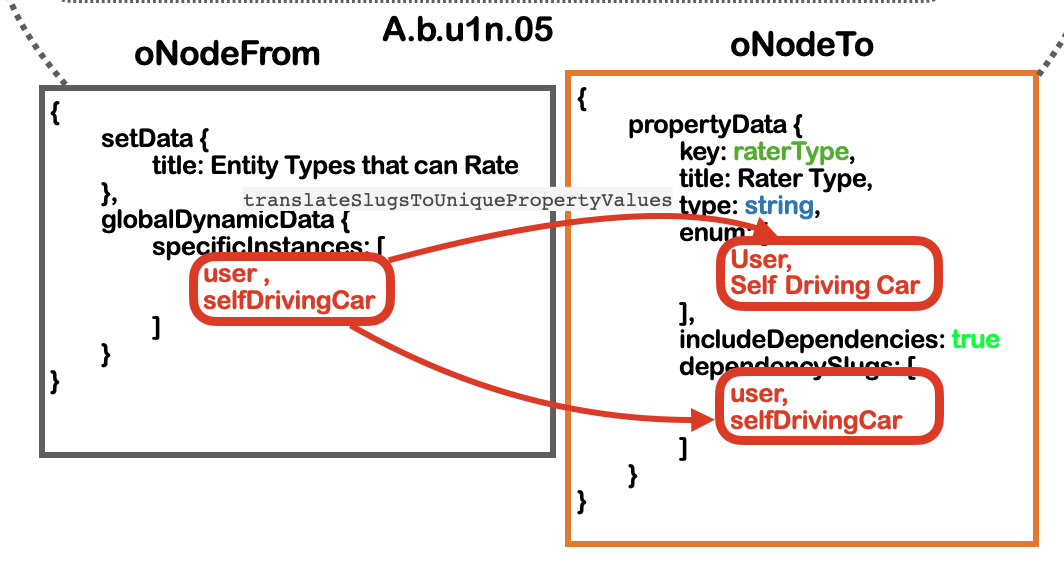 A.b.u1n.05
oNodeFrom
{
setData {
title: Entity Types that can Rate
},
globalDynamicData {
specificInstances: [
user ,
selfDrivingCar
]
}
}
translateSlugsToUniquePropertyValues
oNodeTo
{
propertyData {
key: raterType,
title: Rater Type,
type: string,
enum: [
User,
Self Driving Car
],
includeDependencies: true
dependencySlugs: [
user,
selfDrivingCar
]
}
}